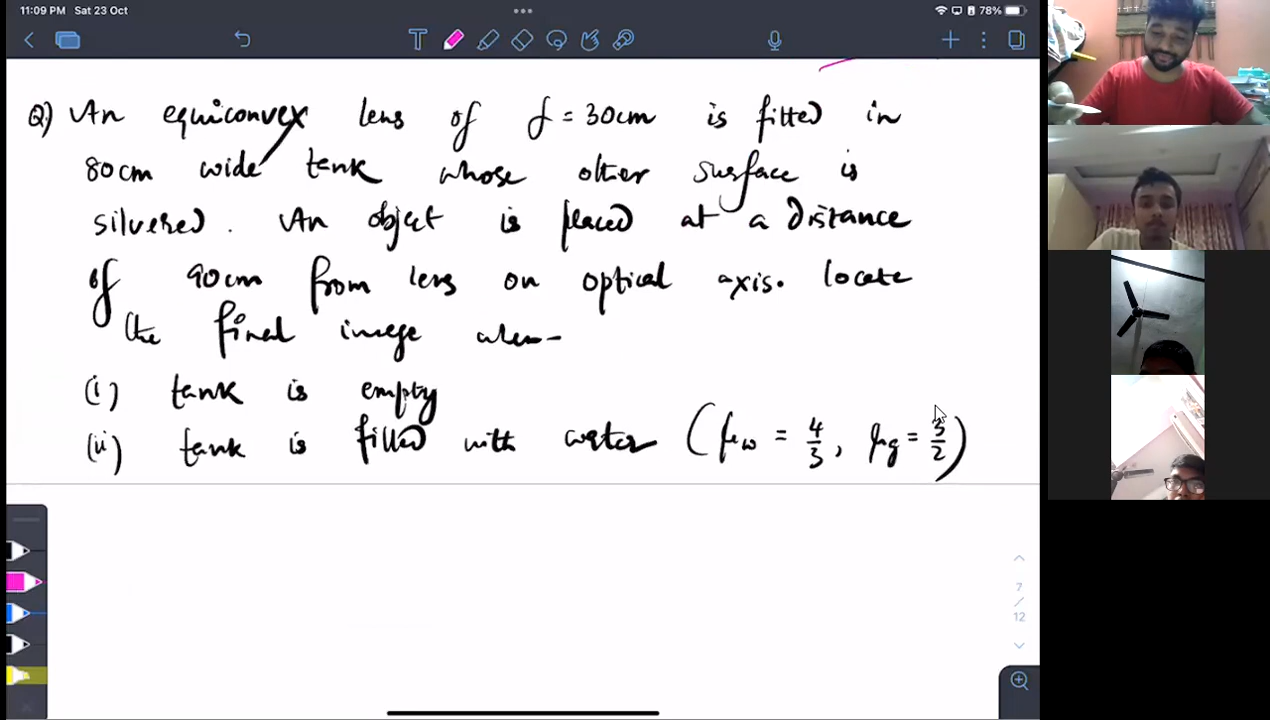 11:09 PM Sat 23 Oct
78%
T
Q) An equiconvex lens of f = 30cm is fitted in
80cm wide tank whose other surface is
silvered. An object is placed at a distance
of 90cm from lens on optical axis. locate
the final image when-
(i) tank is empty
(ii) tank is filled with water (μw = 4/3, μg = 3/2)
7
/
12